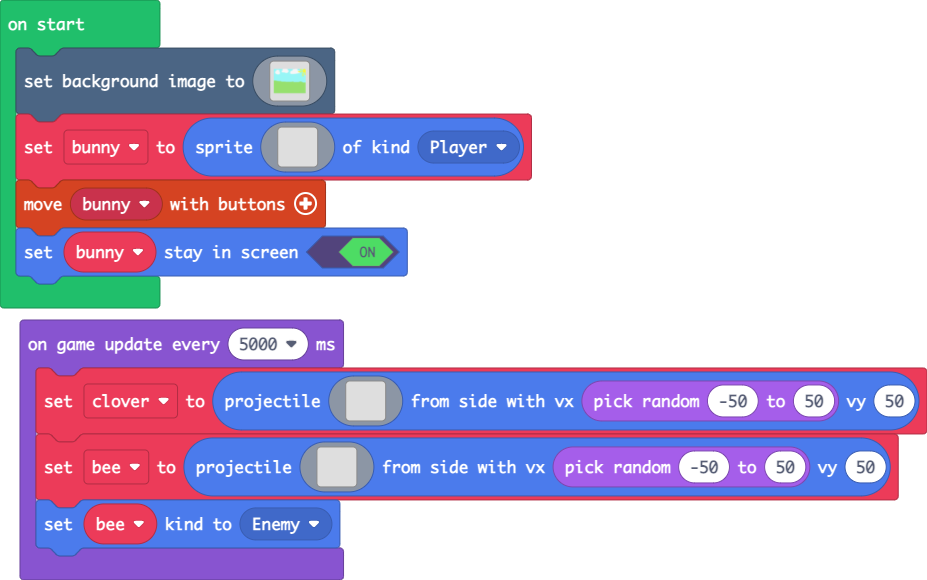 on start
set background image to
set bunny to sprite of kind Player
move bunny with buttons
set bunny stay in screen ON
on game update every 5000 ms
set clover to projectile from side with vx pick random -50 to 50 vy 50
set bee to projectile from side with vx pick random -50 to 50 vy 50
set bee kind to Enemy